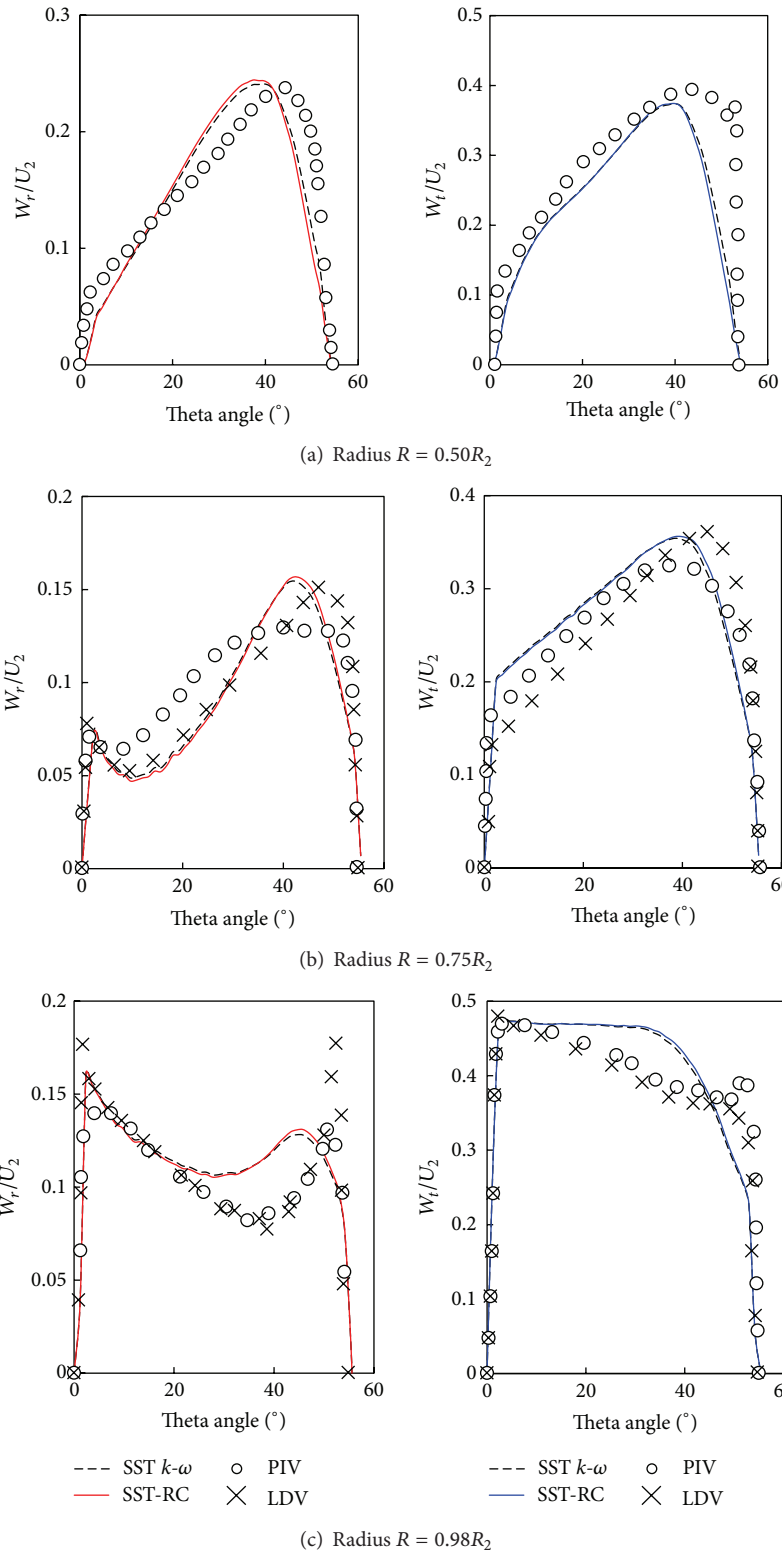 0.3
0.2
0.1
0
W_r/U_2
0 20 40 60
Theta angle (°)
0.5
0.4
0.3
0.2
0.1
0
W_t/U_2
0 20 40 60
Theta angle (°)
(a) Radius R = 0.50R_2
0.2
0.15
0.1
0.05
0
W_r/U_2
0 20 40 60
Theta angle (°)
0.4
0.3
0.2
0.1
0
W_t/U_2
0 20 40 60
Theta angle (°)
(b) Radius R = 0.75R_2
0.2
0.15
0.1
0.05
0
W_r/U_2
0 20 40 60
Theta angle (°)
0.5
0.4
0.3
0.2
0.1
0
W_t/U_2
0 20 40 60
Theta angle (°)
SST k-ω PIV
SST-RC LDV
SST k-ω PIV
SST-RC LDV
(c) Radius R = 0.98R_2